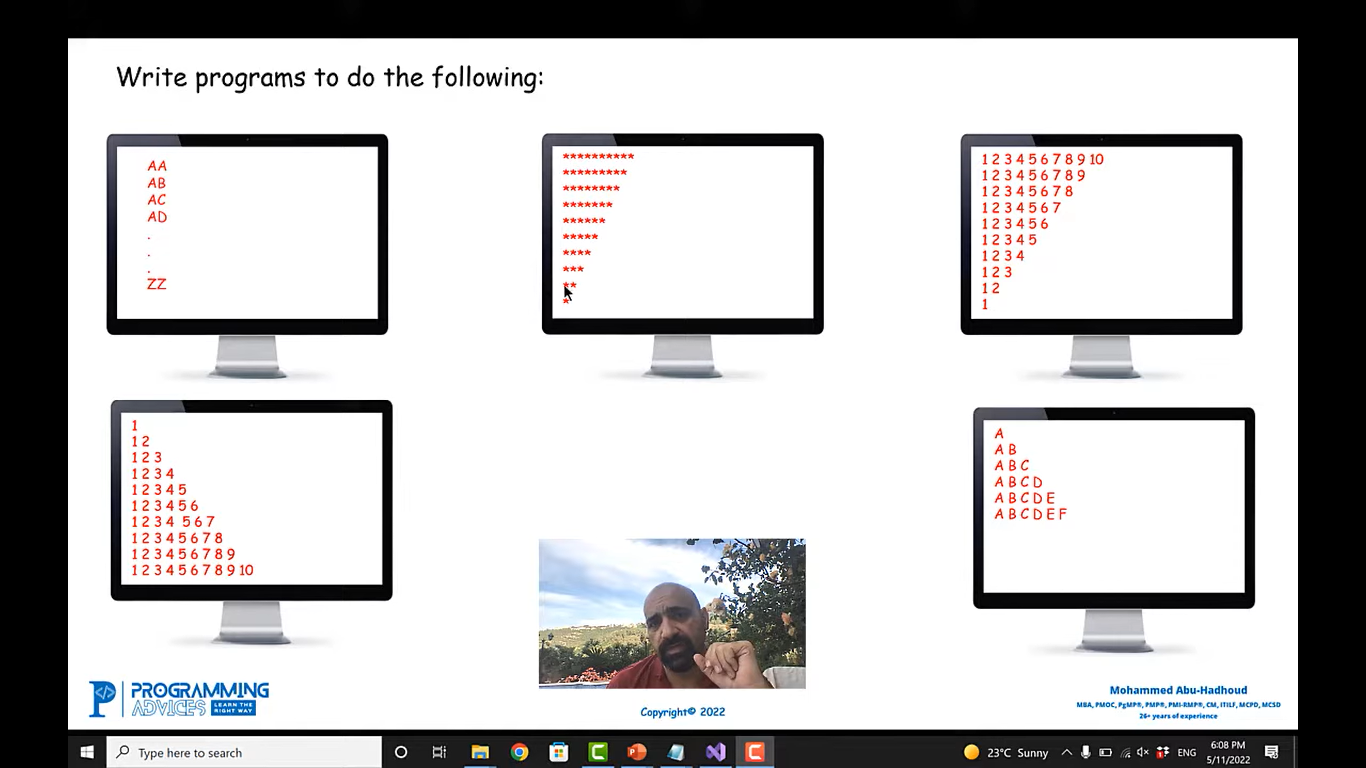 Write programs to do the following:
AA
AB
AC
AD
.
.
.
ZZ
**********
*********
********
*******
******
*****
****
***
**
*
1 2 3 4 5 6 7 8 9 10
1 2 3 4 5 6 7 8 9
1 2 3 4 5 6 7 8
1 2 3 4 5 6 7
1 2 3 4 5 6
1 2 3 4 5
1 2 3 4
1 2 3
1 2
1
1
1 2
1 2 3
1 2 3 4
1 2 3 4 5
1 2 3 4 5 6
1 2 3 4 5 6 7
1 2 3 4 5 6 7 8
1 2 3 4 5 6 7 8 9
1 2 3 4 5 6 7 8 9 10
A
A B
A B C
A B C D
A B C D E
A B C D E F
P PROGRAMMING
ADVICES LEARN THE RIGHT WAY
Copyright© 2022
Mohammed Abu-Hadhoud
MBA, PMOC, PgMP®, PMP®, PMI-RMP®, CM, ITILF, MCPD, MCSD
26+ years of experience
Type here to search
23°C Sunny
ENG
6:08 PM
5/11/2022